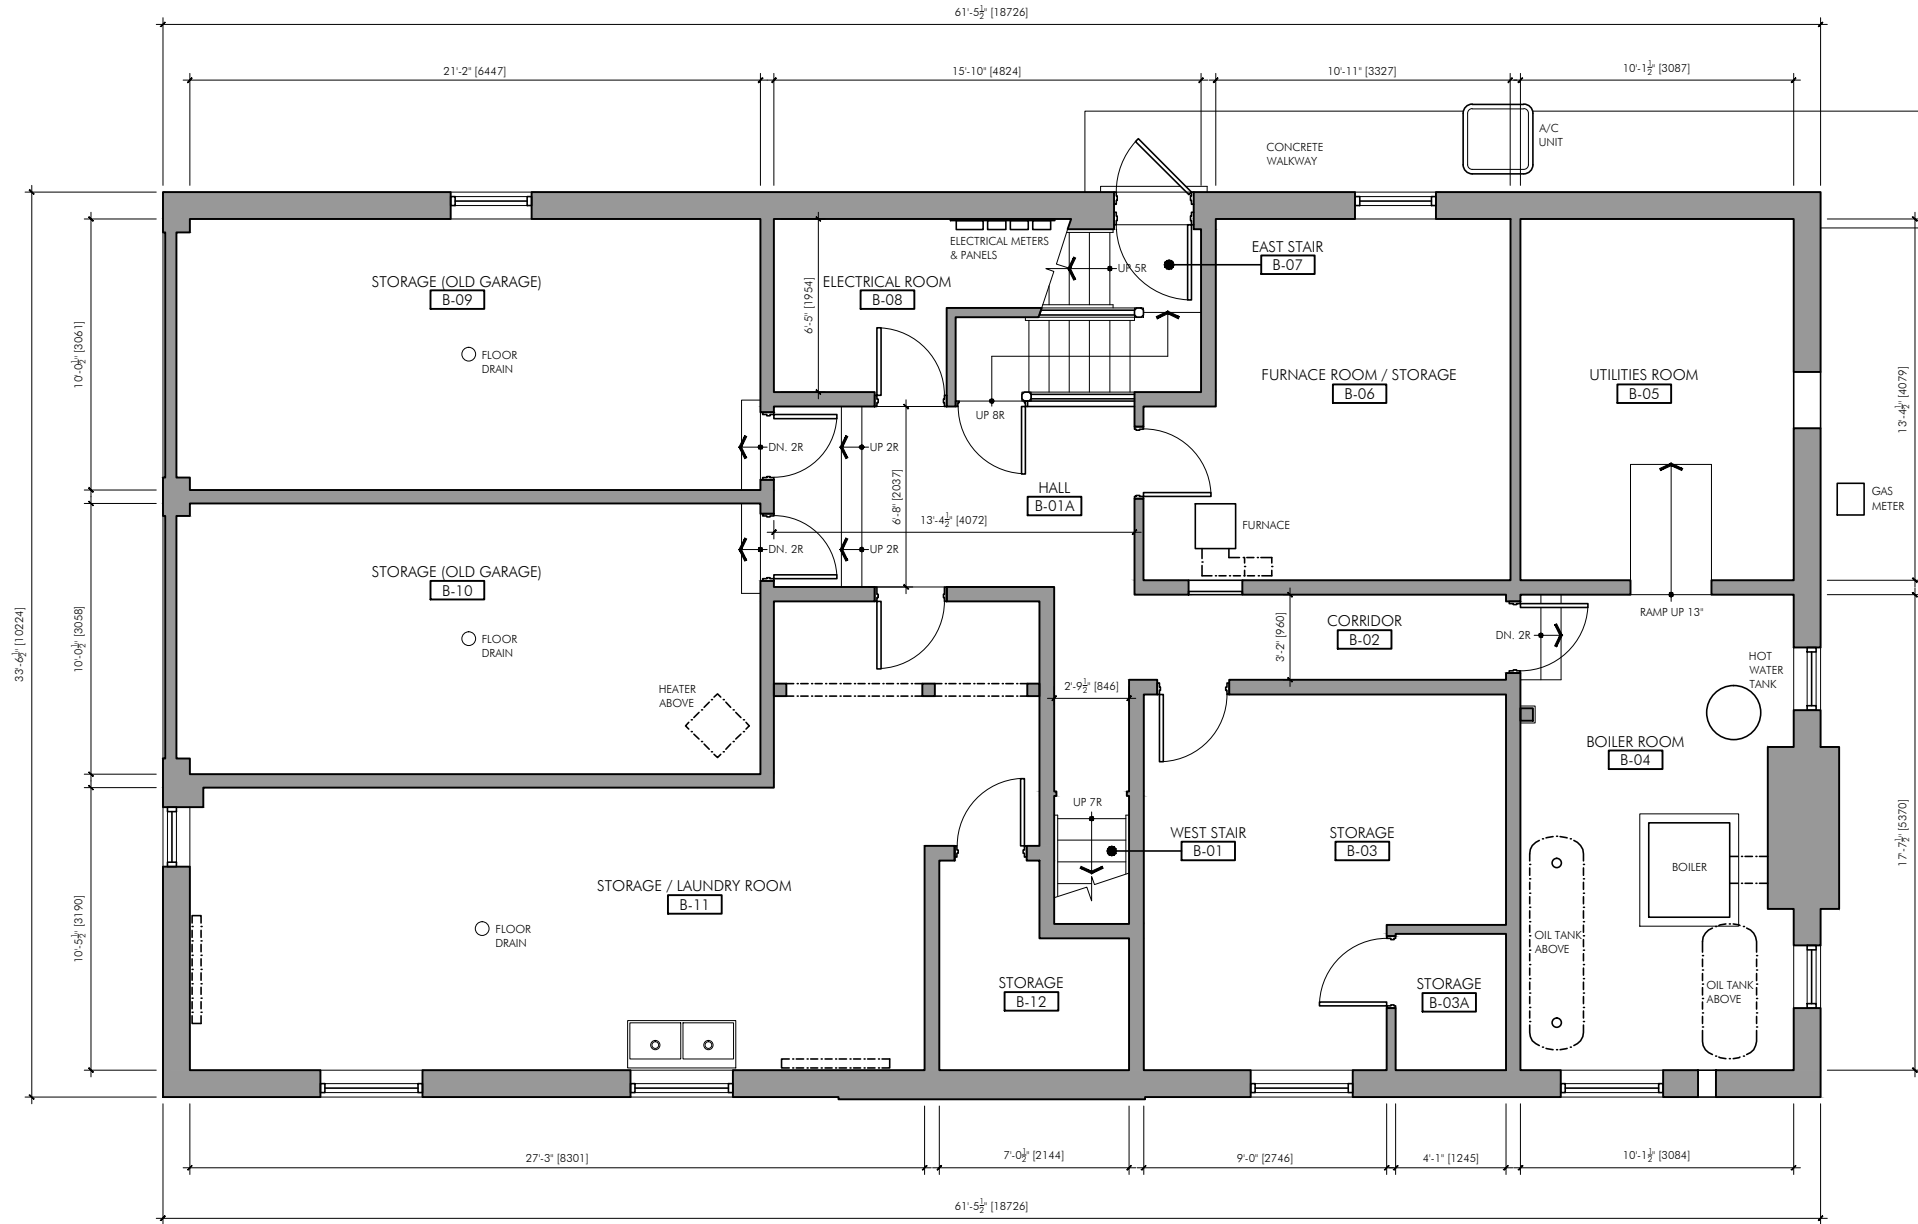 61'-5½" [18726]
21'-2" [6447]
15'-10" [4824]
10'-11" [3327]
10'-1½" [3087]
A/C
UNIT
CONCRETE
WALKWAY
ELECTRICAL METERS
& PANELS
EAST STAIR
B-07
UP 5R
STORAGE (OLD GARAGE)
B-09
ELECTRICAL ROOM
B-08
6'-5" [1954]
10'-0½" [3061]
FLOOR
DRAIN
FURNACE ROOM / STORAGE
B-06
UTILITIES ROOM
B-05
13'-4½" [4079]
UP 8R
DN. 2R
UP 2R
HALL
B-01A
6'-8" [2037]
13'-4½" [4072]
FURNACE
GAS
METER
DN. 2R
UP 2R
STORAGE (OLD GARAGE)
B-10
10'-0½" [3058]
33'-6½" [10224]
FLOOR
DRAIN
RAMP UP 13"
CORRIDOR
B-02
3'-2" [960]
DN. 2R
HOT
WATER
TANK
HEATER
ABOVE
2'-9½" [846]
BOILER ROOM
B-04
UP 7R
WEST STAIR
B-01
STORAGE
B-03
17'-7½" [5370]
BOILER
STORAGE / LAUNDRY ROOM
B-11
10'-5½" [3190]
FLOOR
DRAIN
OIL TANK
ABOVE
STORAGE
B-12
STORAGE
B-03A
OIL TANK
ABOVE
27'-3" [8301]
7'-0½" [2144]
9'-0" [2746]
4'-1" [1245]
10'-1½" [3084]
61'-5½" [18726]